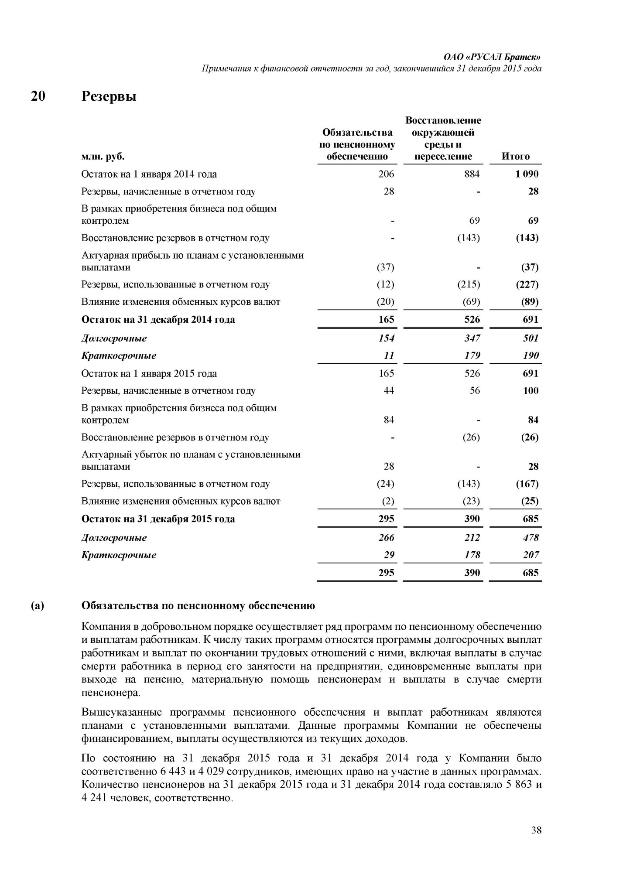 ОАО «РУСАЛ Братск»
Примечания к финансовой отчетности за год, закончившийся 31 декабря 2015 года
20 Резервы
млн. руб. Обязательства по пенсионному обеспечению Восстановление окружающей среды и переселение Итого
Остаток на 1 января 2014 года 206 884 1 090
Резервы, начисленные в отчетном году 28 - 28
В рамках приобретения бизнеса под общим
контролем - 69 69
Восстановление резервов в отчетном году - (143) (143)
Актуарная прибыль по планам с установленными
выплатами (37) - (37)
Резервы, использованные в отчетном году (12) (215) (227)
Влияние изменения обменных курсов валют (20) (69) (89)
Остаток на 31 декабря 2014 года 165 526 691
Долгосрочные 154 347 501
Краткосрочные 11 179 190
Остаток на 1 января 2015 года 165 526 691
Резервы, начисленные в отчетном году 44 56 100
В рамках приобретения бизнеса под общим
контролем 84 - 84
Восстановление резервов в отчетном году - (26) (26)
Актуарный убыток по планам с установленными
выплатами 28 - 28
Резервы, использованные в отчетном году (24) (143) (167)
Влияние изменения обменных курсов валют (2) (23) (25)
Остаток на 31 декабря 2015 года 295 390 685
Долгосрочные 266 212 478
Краткосрочные 29 178 207
295 390 685
(a) Обязательства по пенсионному обеспечению
Компания в добровольном порядке осуществляет ряд программ по пенсионному обеспечению
и выплатам работникам. К числу таких программ относятся программы долгосрочных выплат
работникам и выплат по окончании трудовых отношений с ними, включая выплаты в случае
смерти работника в период его занятости на предприятии, единовременные выплаты при
выходе на пенсию, материальную помощь пенсионерам и выплаты в случае смерти
пенсионера.
Вышеуказанные программы пенсионного обеспечения и выплат работникам являются
планами с установленными выплатами. Данные программы Компании не обеспечены
финансированием, выплаты осуществляются из текущих доходов.
По состоянию на 31 декабря 2015 года и 31 декабря 2014 года у Компании было
соответственно 6 443 и 4 029 сотрудников, имеющих право на участие в данных программах.
Количество пенсионеров на 31 декабря 2015 года и 31 декабря 2014 года составляло 5 863 и
4 241 человек, соответственно.
38